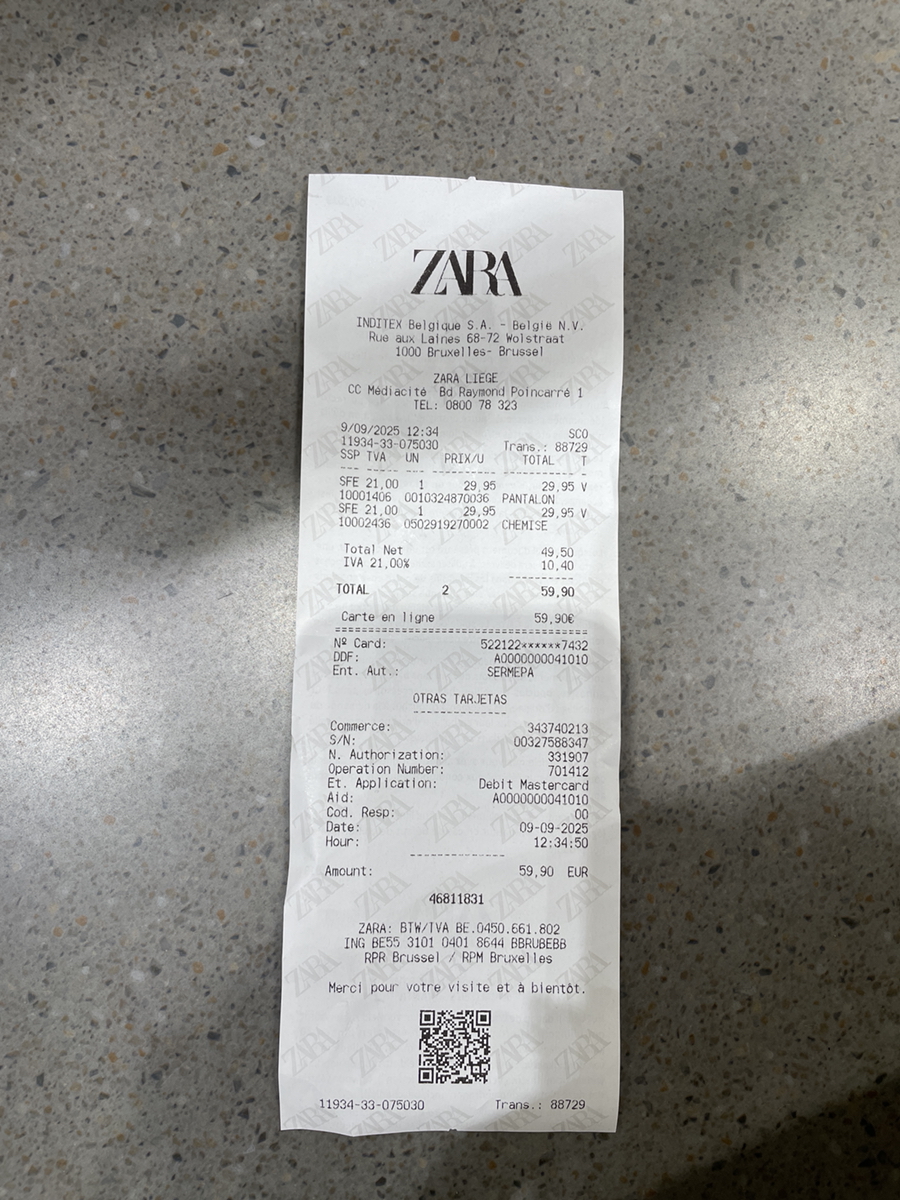 ZARA
INDITEX Belgique S.A. - Belgie N.V.
Rue aux Laines 68-72 Wolstraat
1000 Bruxelles- Brussel
ZARA LIEGE
CC Médiacité Bd Raymond Poincarré 1
TEL: 0800 78 323
9/09/2025 12:34 SCO
11934-33-075030 Trans.: 88729
SSP TVA UN PRIX/U TOTAL T
SFE 21,00 1 29,95 29,95 V
10001406 0010324870036 PANTALON
SFE 21,00 1 29,95 29,95 V
10002436 0502919270002 CHEMISE
Total Net 49,50
IVA 21,00% 10,40
TOTAL 2 59,90
Carte en ligne 59,90€
Nº Card: 522122******7432
DDF: A0000000041010
Ent. Aut.: SERMEPA
OTRAS TARJETAS
Commerce: 343740213
S/N: 00327588347
N. Authorization: 331907
Operation Number: 701412
Et. Application: Debit Mastercard
Aid: A0000000041010
Cod. Resp: 00
Date: 09-09-2025
Hour: 12:34:50
Amount: 59,90 EUR
46811831
ZARA: BTW/TVA BE.0450.661.802
ING BE55 3101 0401 8644 BBRUBEBB
RPR Brussel / RPM Bruxelles
Merci pour votre visite et à bientôt.
11934-33-075030 Trans.: 88729